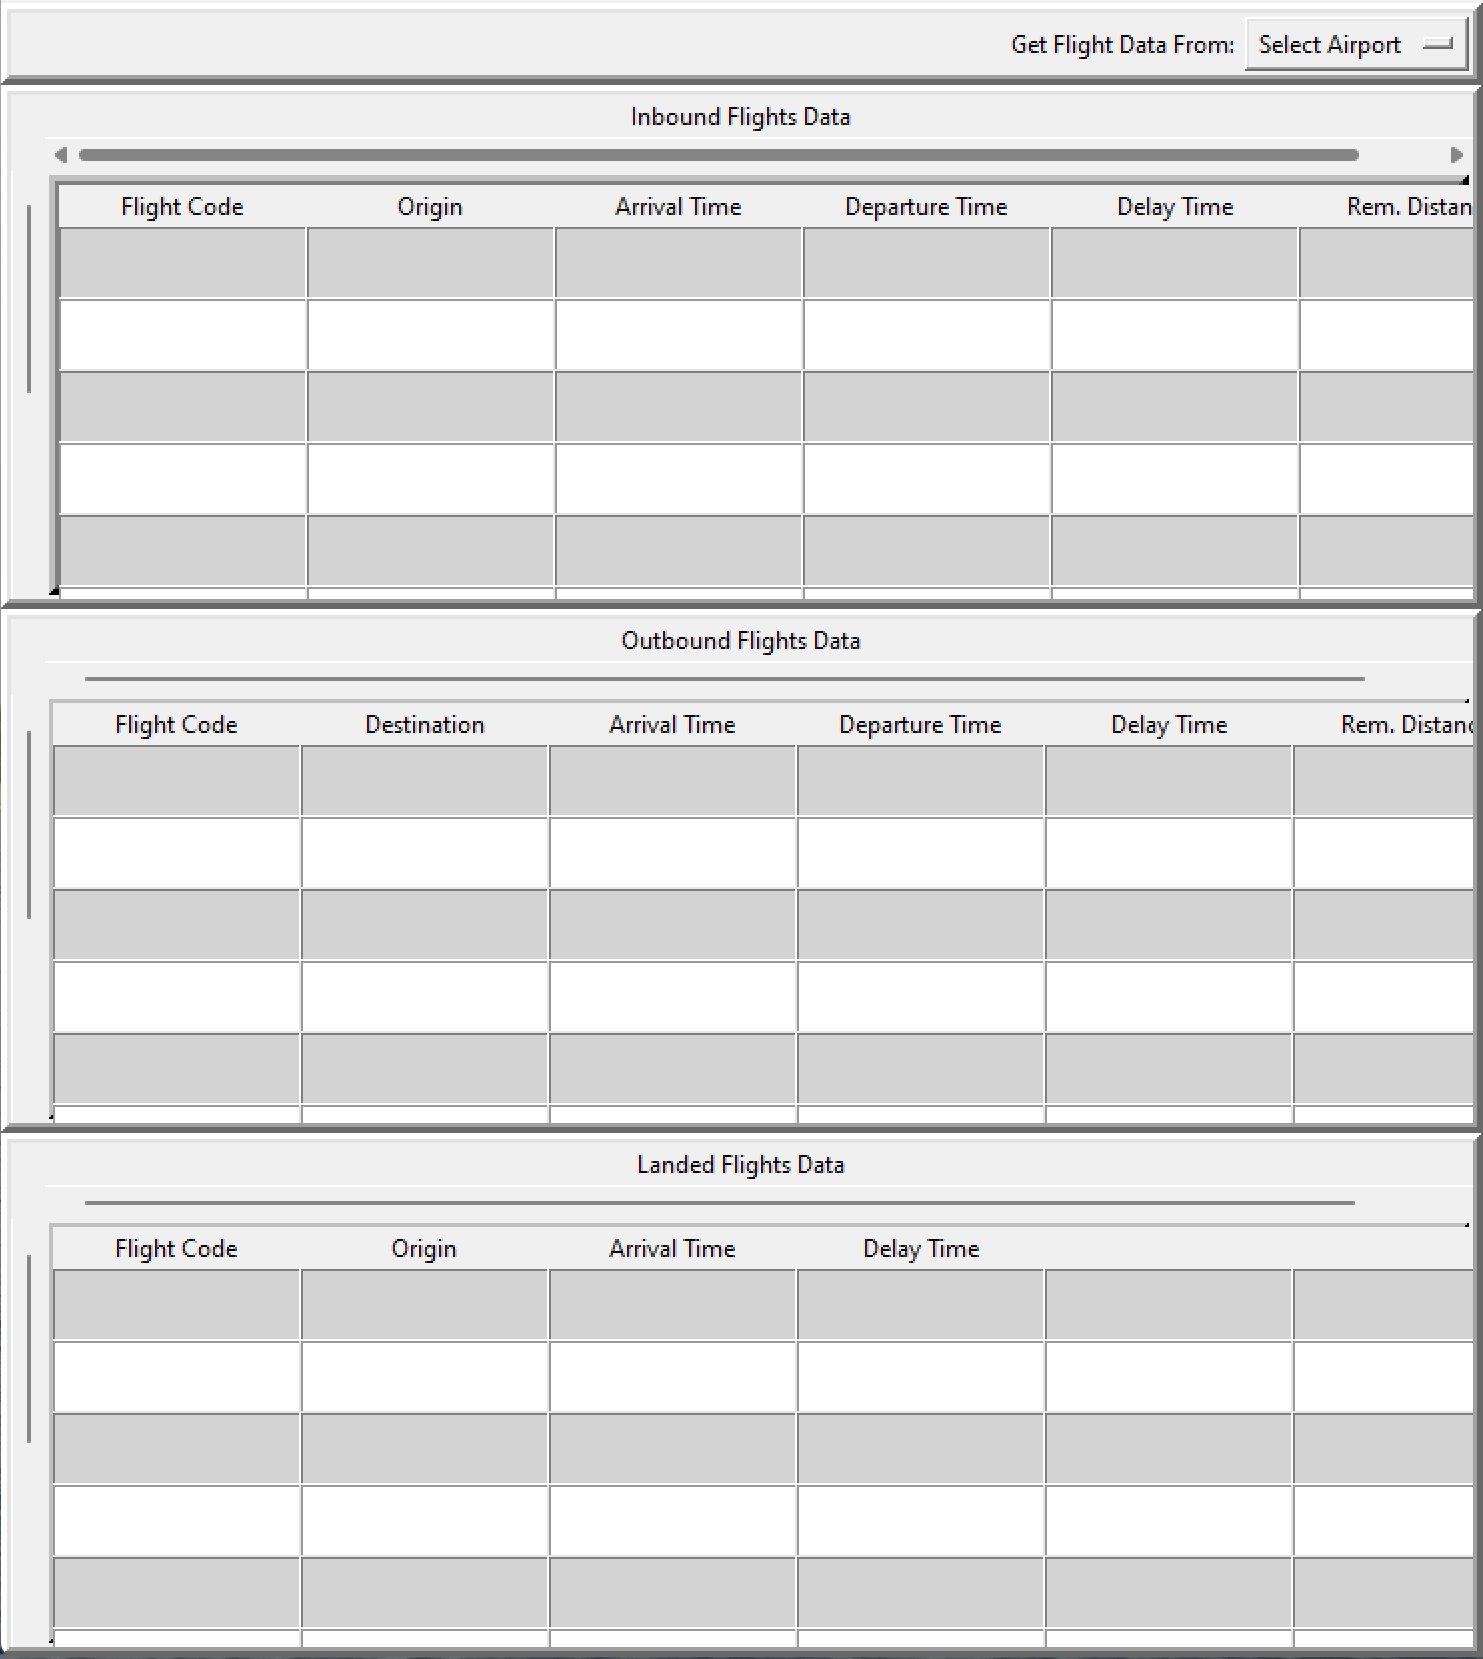 Get Flight Data From: Select Airport
Inbound Flights Data
Flight Code Origin Arrival Time Departure Time Delay Time Rem. Distan
Outbound Flights Data
Flight Code Destination Arrival Time Departure Time Delay Time Rem. Distanc
Landed Flights Data
Flight Code Origin Arrival Time Delay Time